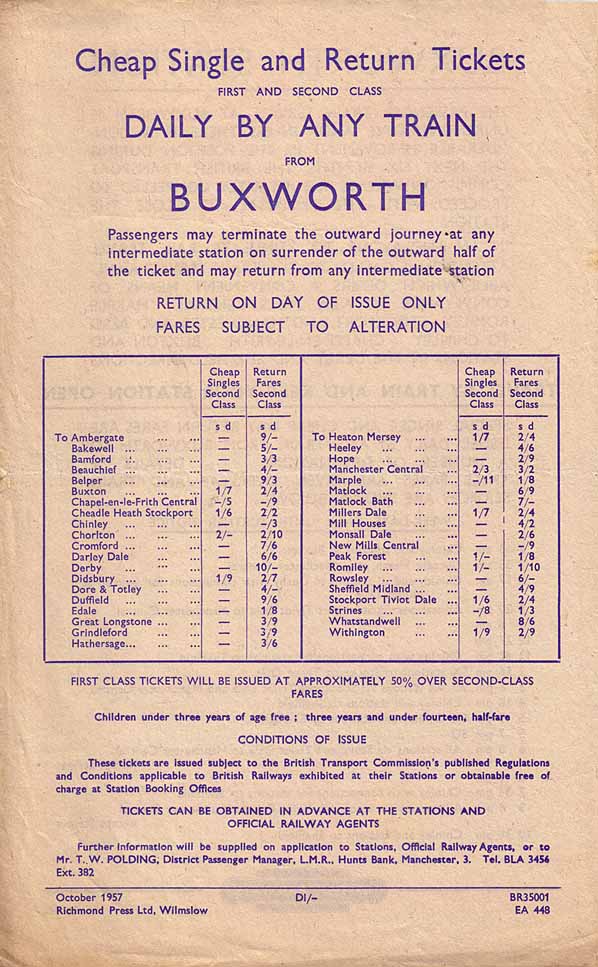 Cheap Single and Return Tickets
FIRST AND SECOND CLASS
DAILY BY ANY TRAIN
FROM
BUXWORTH
Passengers may terminate the outward journey at any
intermediate station on surrender of the outward half of
the ticket and may return from any intermediate station
RETURN ON DAY OF ISSUE ONLY
FARES SUBJECT TO ALTERATION
Cheap Singles Second Class Return Fares Second Class
s d s d
To Ambergate ... ... — 9/–
Bakewell ... ... ... — 5/–
Bamford ... ... ... — 3/3
Beauchief ... ... ... — 4/–
Belper ... ... ... — 9/3
Buxton ... ... ... 1/7 2/4
Chapel-en-le-Frith Central –/5 –/9
Cheadle Heath Stockport 1/6 2/2
Chinley ... ... ... — –/3
Chorlton ... ... ... 2/– 2/10
Cromford ... ... ... — 7/6
Darley Dale ... ... — 6/6
Derby ... ... ... — 10/–
Didsbury ... ... ... 1/9 2/7
Dore & Totley ... ... — 4/–
Duffield ... ... ... — 9/6
Edale ... ... ... — 1/8
Great Longstone ... ... — 3/9
Grindleford ... ... — 3/9
Hathersage... ... ... — 3/6
Cheap Singles Second Class Return Fares Second Class
s d s d
To Heaton Mersey ... ... 1/7 2/4
Heeley ... ... ... — 4/6
Hope ... ... ... — 2/9
Manchester Central ... 2/3 3/2
Marple ... ... ... –/11 1/8
Matlock ... ... ... — 6/9
Matlock Bath ... ... — 7/–
Millers Dale ... ... 1/7 2/4
Mill Houses ... ... — 4/2
Monsall Dale ... ... — 2/6
New Mills Central ... — –/9
Peak Forest ... ... 1/– 1/8
Romiley ... ... ... 1/– 1/10
Rowsley ... ... ... — 6/–
Sheffield Midland ... ... — 4/9
Stockport Tiviot Dale ... 1/6 2/4
Strines ... ... ... –/8 1/3
Whatstandwell ... ... — 8/6
Withington ... ... 1/9 2/9
FIRST CLASS TICKETS WILL BE ISSUED AT APPROXIMATELY 50% OVER SECOND-CLASS
FARES
Children under three years of age free ; three years and under fourteen, half-fare
CONDITIONS OF ISSUE
These tickets are issued subject to the British Transport Commission's published Regulations
and Conditions applicable to British Railways exhibited at their Stations or obtainable free of
charge at Station Booking Offices
TICKETS CAN BE OBTAINED IN ADVANCE AT THE STATIONS AND
OFFICIAL RAILWAY AGENTS
Further Information will be supplied on application to Stations, Official Railway Agents, or to
Mr. T. W. POLDING, District Passenger Manager, L.M.R., Hunts Bank, Manchester, 3. Tel. BLA 3456
Ext. 382
October 1957 DI/– BR35001
Richmond Press Ltd, Wilmslow EA 448